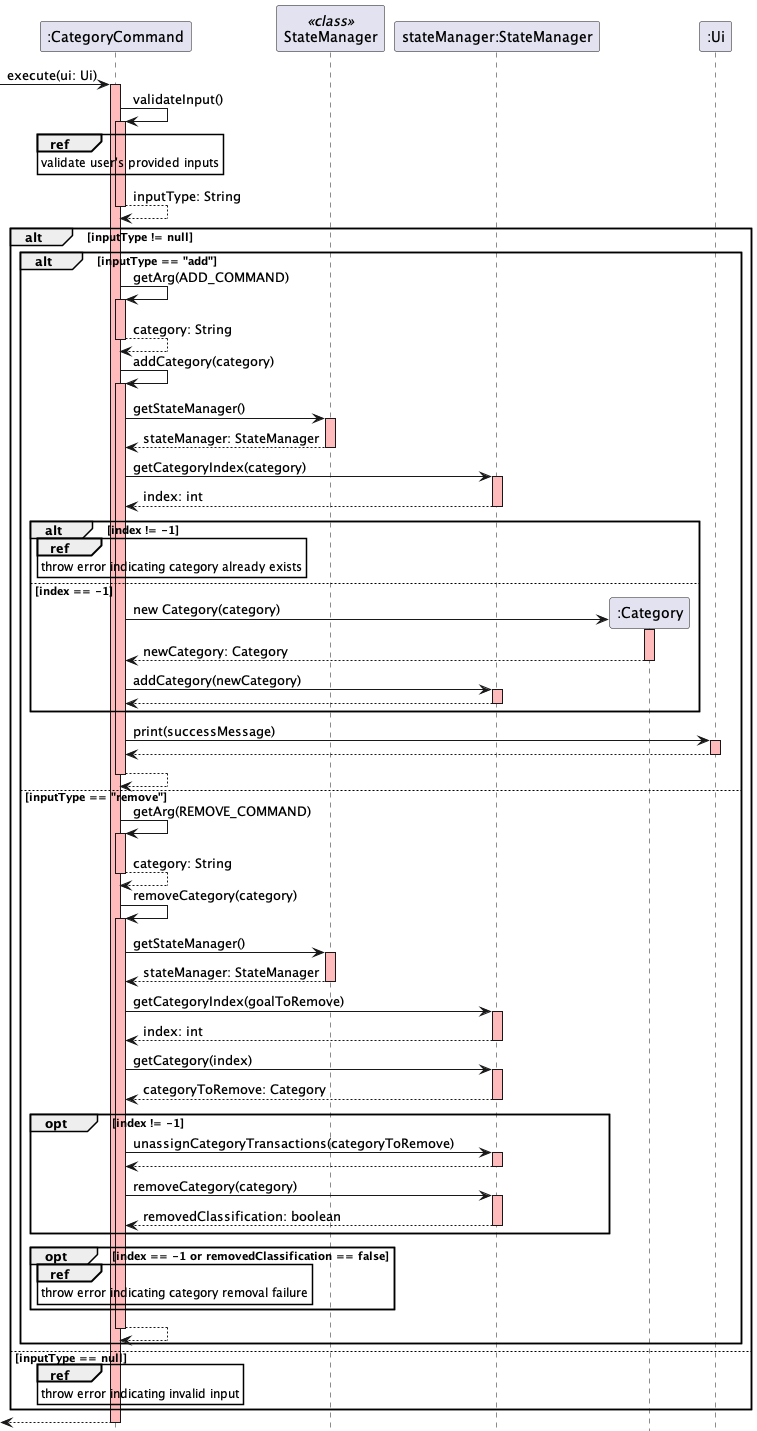 «class»
:CategoryCommand
StateManager
stateManager:StateManager
:Ui
execute(ui: Ui)
validateInput()
ref
validate user's provided inputs
inputType: String
alt
[inputType != null]
alt
[inputType == "add"]
getArg(ADD_COMMAND)
category: String
addCategory(category)
getStateManager()
stateManager: StateManager
getCategoryIndex(category)
index: int
alt
[index != -1]
ref
throw error indicating category already exists
[index == -1]
new Category(category)
:Category
newCategory: Category
addCategory(newCategory)
print(successMessage)
[inputType == "remove"]
getArg(REMOVE_COMMAND)
category: String
removeCategory(category)
getStateManager()
stateManager: StateManager
getCategoryIndex(goalToRemove)
index: int
getCategory(index)
categoryToRemove: Category
opt
[index != -1]
unassignCategoryTransactions(categoryToRemove)
removeCategory(category)
removedClassification: boolean
opt
[index == -1 or removedClassification == false]
ref
throw error indicating category removal failure
[inputType == null]
ref
throw error indicating invalid input